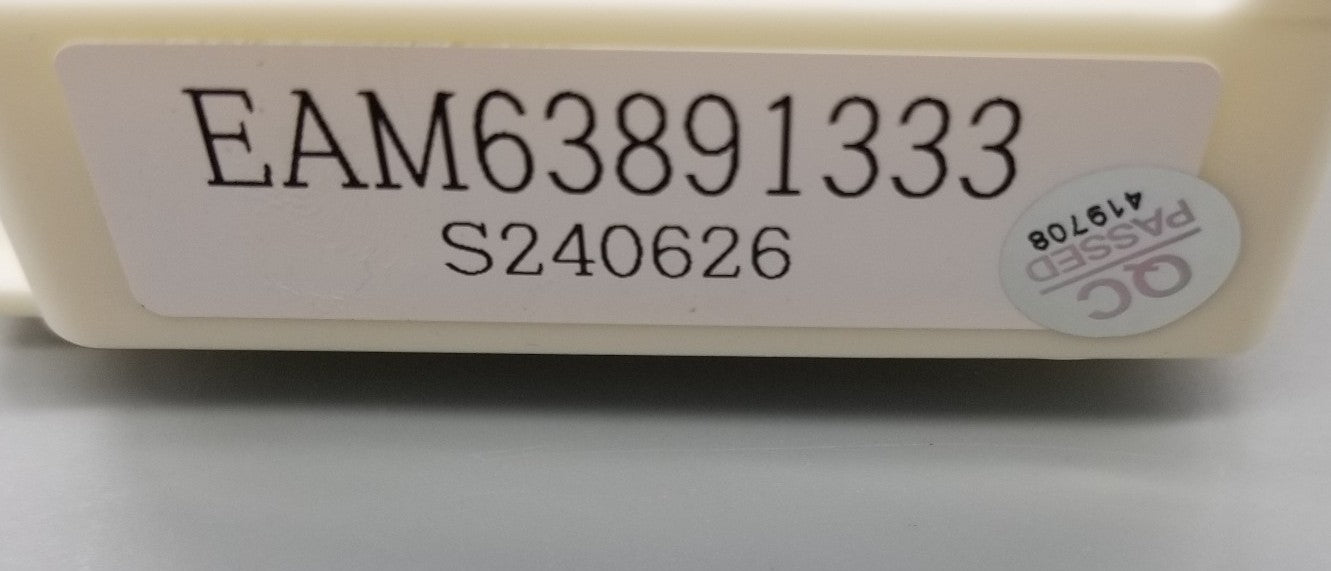 EAM63891333
S240626
QC
PASSED
419708